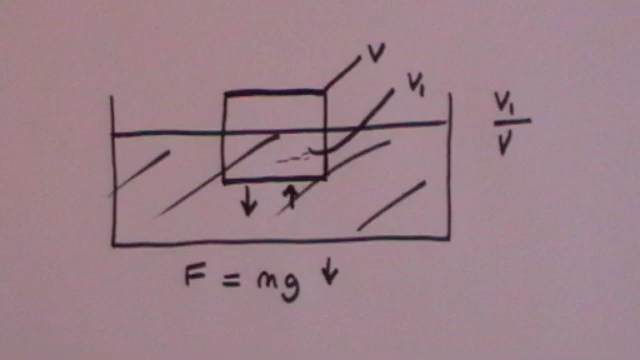 V
V₁
V₁
V
F = mg ↓